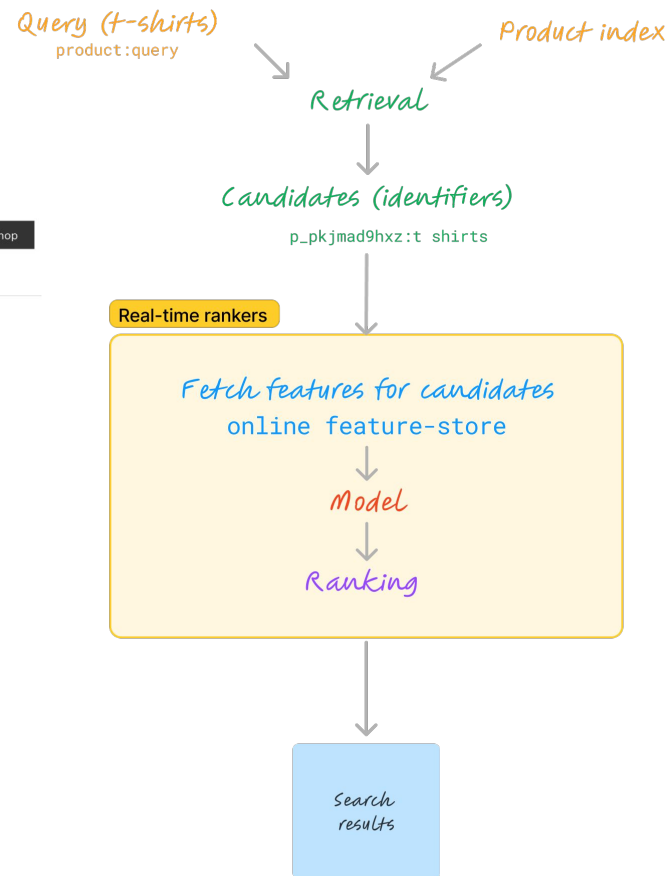 Query (t-shirts)
product:query
Product index
Retrieval
Candidates (identifiers)
p_pkjmad9hxz:t shirts
Real-time rankers
Fetch features for candidates
online feature-store
Model
Ranking
Search
results